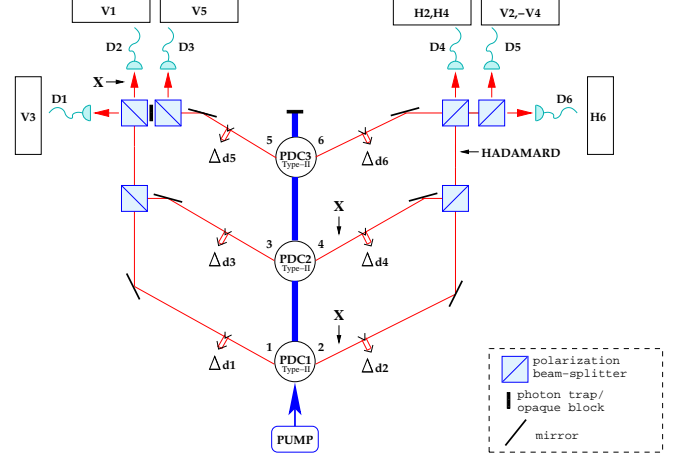 V1
V5
H2,H4
V2,−V4
D2
D3
D4
D5
X
D1
D6
V3
H6
5
6
PDC3
Type−II
HADAMARD
Δd5
Δd6
X
3
4
PDC2
Type−II
Δd3
Δd4
X
1
2
PDC1
Type−II
Δd1
Δd2
polarization
beam−splitter
photon trap/
opaque block
mirror
PUMP